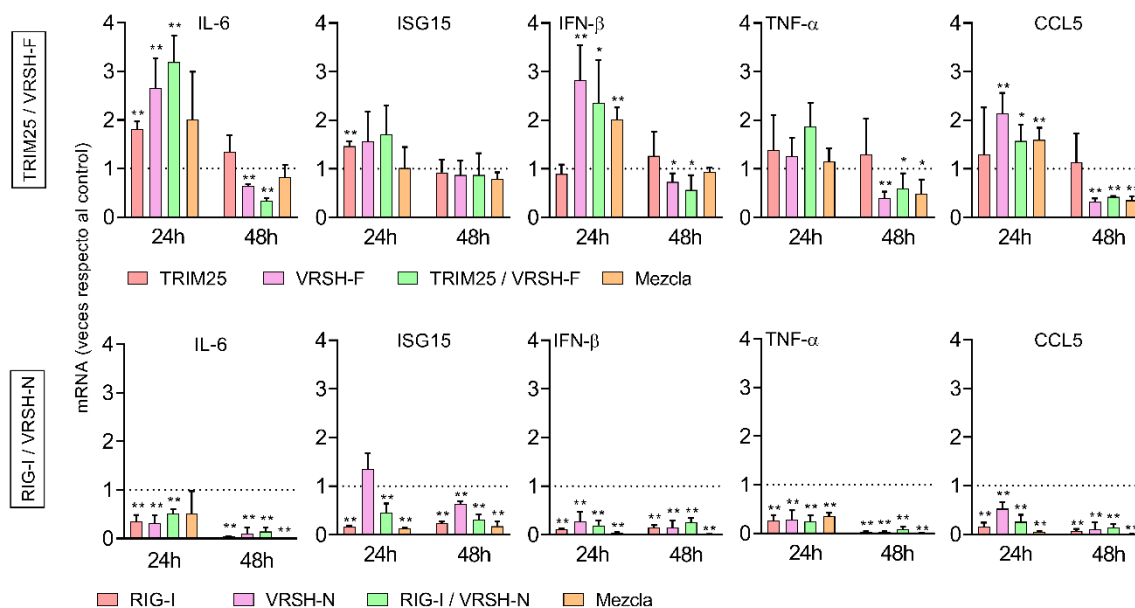 TRIM25 / VRSH-F
RIG-I / VRSH-N
mRNA (veces respecto al control)
IL-6
ISG15
IFN-β
TNF-α
CCL5
4
3
2
1
0
** ** ** ** **
24h 48h
4
3
2
1
0
**
24h 48h
4
3
2
1
0
** * ** * *
24h 48h
4
3
2
1
0
** * *
24h 48h
4
3
2
1
0
** * ** ** ** **
24h 48h
TRIM25 VRSH-F TRIM25 / VRSH-F Mezcla
IL-6
ISG15
IFN-β
TNF-α
CCL5
4
3
2
1
0
** ** ** ** ** ** **
24h 48h
4
3
2
1
0
** ** ** ** ** ** **
24h 48h
4
3
2
1
0
** ** ** ** ** ** ** **
24h 48h
4
3
2
1
0
** ** ** ** ** ** ** **
24h 48h
4
3
2
1
0
** ** ** ** ** ** ** **
24h 48h
RIG-I VRSH-N RIG-I / VRSH-N Mezcla